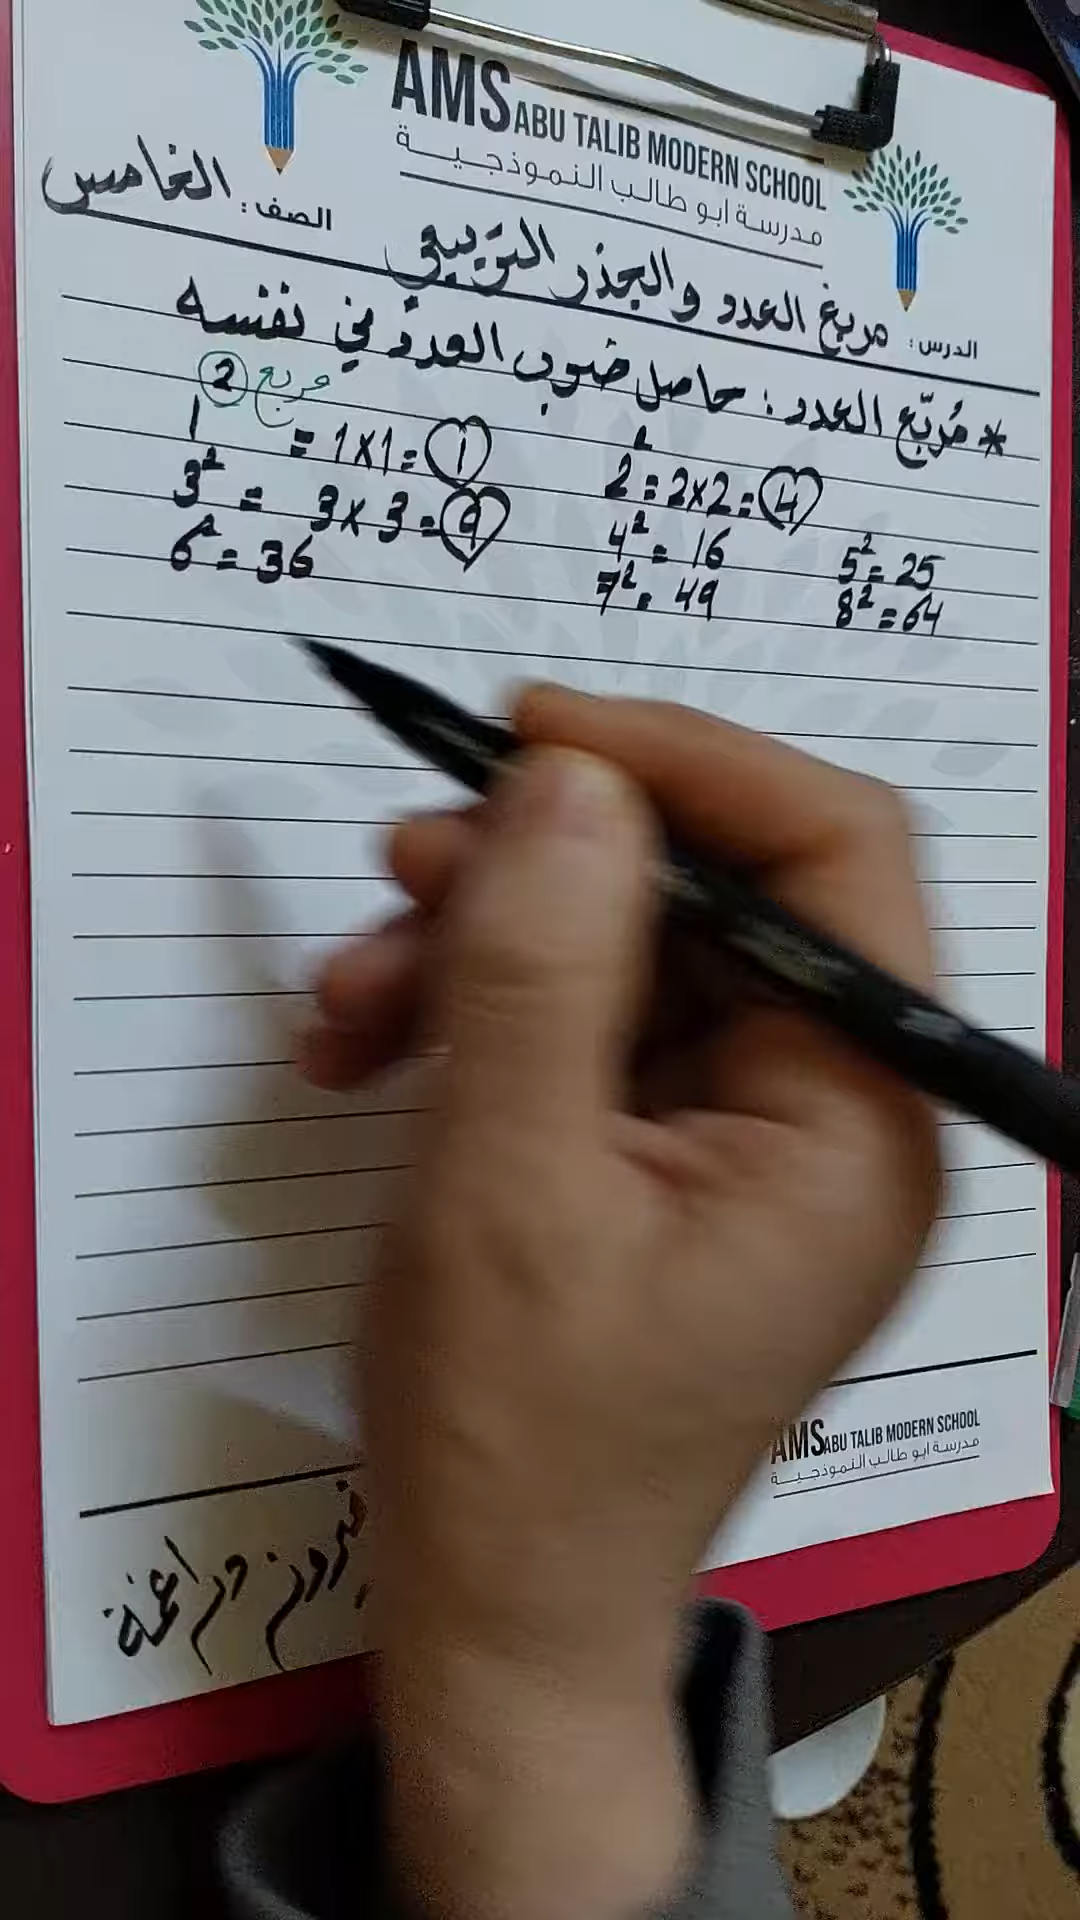 AMS ABU TALIB MODERN SCHOOL
مدرسة ابو طالب النموذجية
الصف: الخامس
الدرس: مربع العدد والجذر التربيعي
* مُربّع العدد: حاصل ضرب العدد في نفسه
مربع 2
1 = 1×1 = 1
2² = 2×2 = 4
3² = 3×3 = 9
4² = 16
5² = 25
6² = 36
7² = 49
8² = 64
AMS ABU TALIB MODERN SCHOOL
مدرسة ابو طالب النموذجية